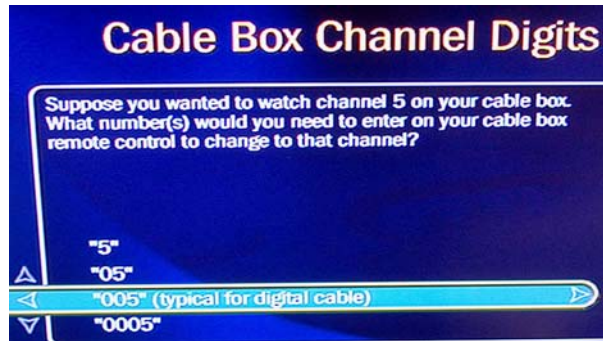 Cable Box Channel Digits
Suppose you wanted to watch channel 5 on your cable box.
What number(s) would you need to enter on your cable box
remote control to change to that channel?
"5"
"05"
"005" (typical for digital cable)
"0005"